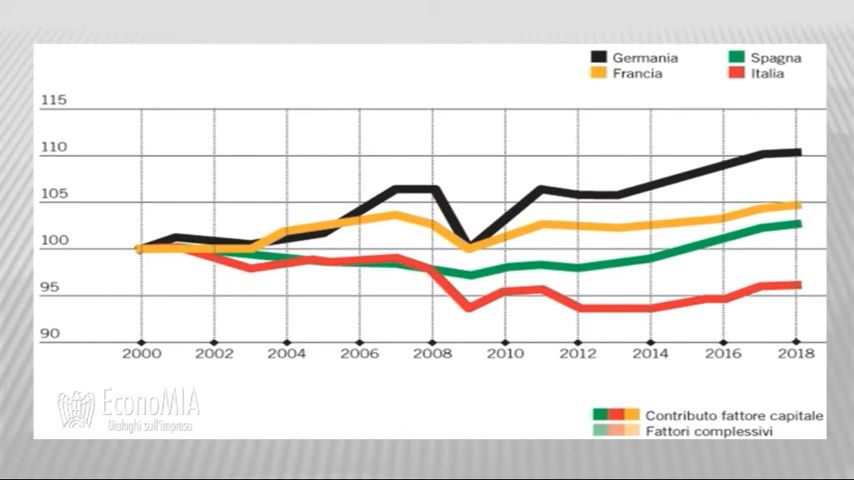 Germania
Spagna
Francia
Italia
115
110
105
100
95
90
2000 2002 2004 2006 2008 2010 2012 2014 2016 2018
EconoMIA
Dialoghi sull'impresa
Contributo fattore capitale
Fattori complessivi